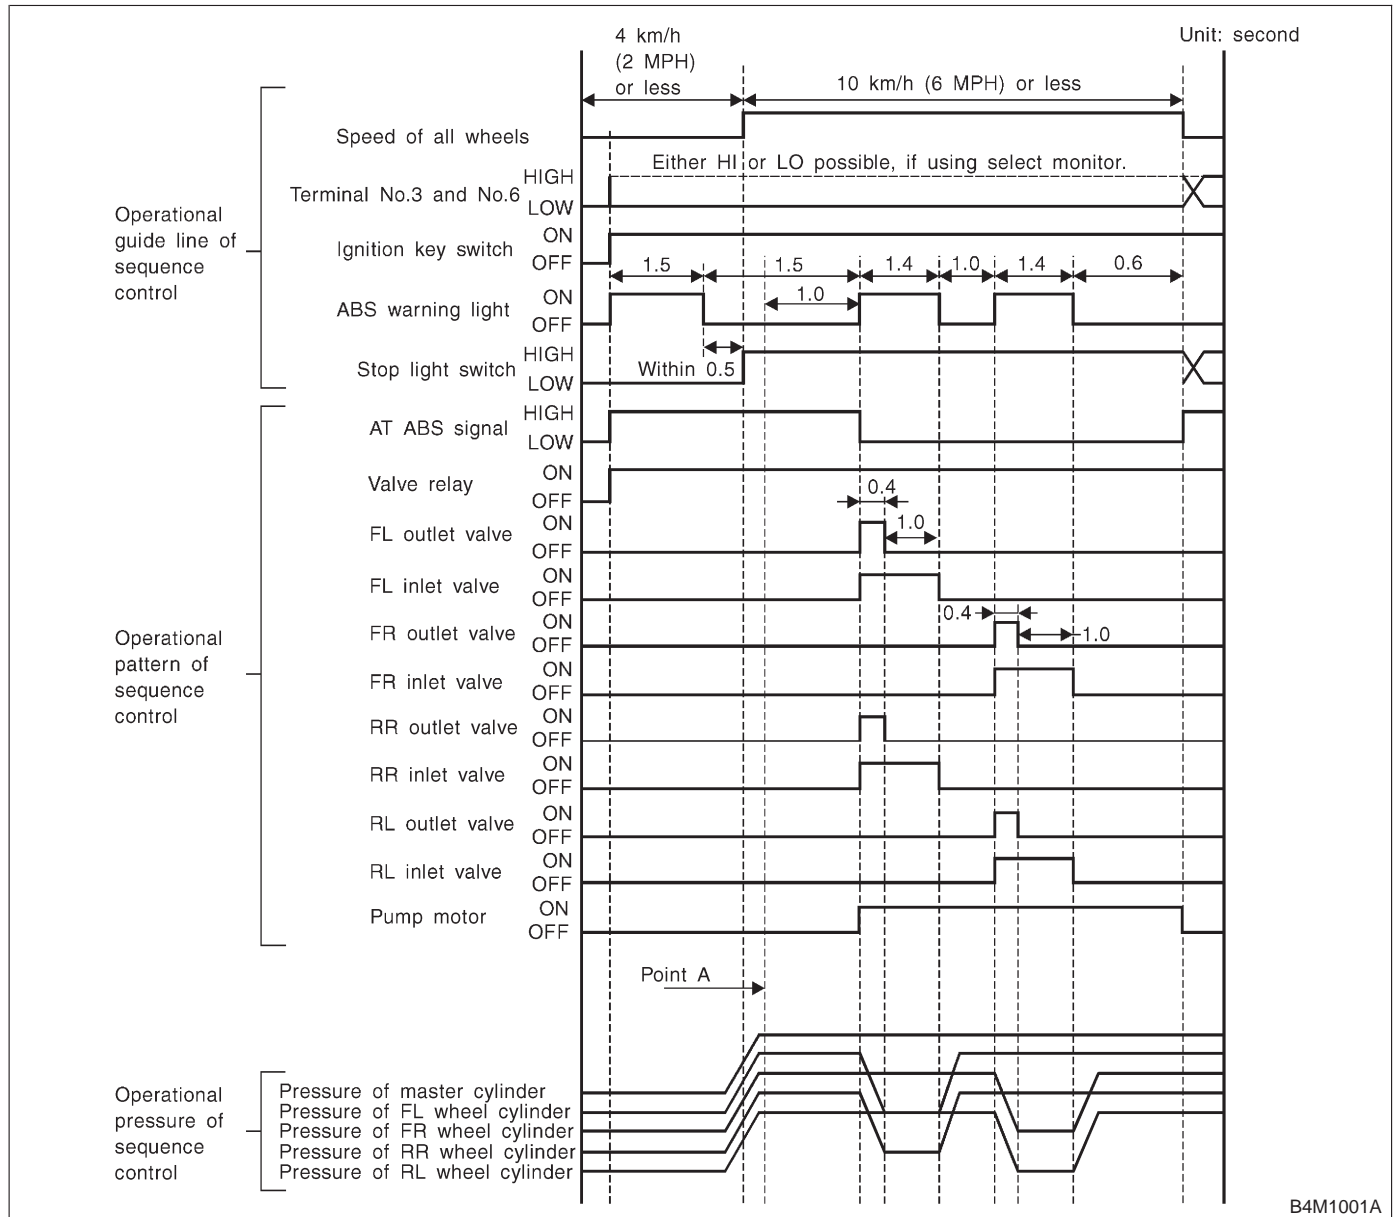 4 km/h
(2 MPH)
or less
Unit: second
10 km/h (6 MPH) or less
Speed of all wheels
Either HI or LO possible, if using select monitor.
HIGH
Terminal No.3 and No.6
LOW
Operational
guide line of
sequence
control
ON
Ignition key switch
OFF
1.5
1.5
1.4
1.0
1.4
0.6
ON
1.0
ABS warning light
OFF
HIGH
Stop light switch
Within 0.5
LOW
HIGH
AT ABS signal
LOW
ON
Valve relay
0.4
OFF
ON
1.0
FL outlet valve
OFF
ON
FL inlet valve
OFF
0.4
ON
FR outlet valve
1.0
OFF
Operational
pattern of
sequence
control
ON
FR inlet valve
OFF
ON
RR outlet valve
OFF
ON
RR inlet valve
OFF
ON
RL outlet valve
OFF
ON
RL inlet valve
OFF
ON
Pump motor
OFF
Point A
Operational
pressure of
sequence
control
Pressure of master cylinder
Pressure of FL wheel cylinder
Pressure of FR wheel cylinder
Pressure of RR wheel cylinder
Pressure of RL wheel cylinder
B4M1001A